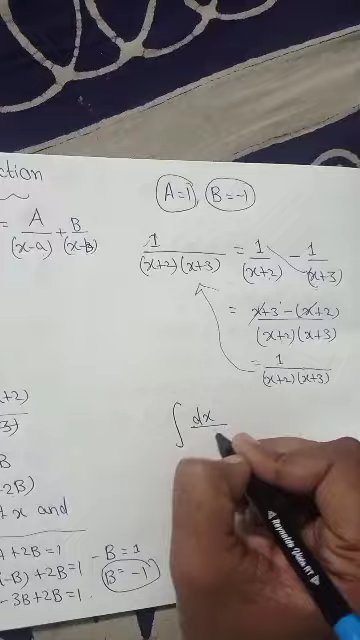 ction
A=1, B=-1
= A/(x-a) + B/(x-b)
1/((x+2)(x+3)) = 1/(x+2) - 1/(x+3)
= x+3-(x+2)/((x+2)(x+3))
= 1/((x+2)(x+3))
x+2)
3)
B
2B)
x and
∫ dx
+2B=1
-B)+2B=1
-3B+2B=1.
-B=1
B=-1
Reynolds